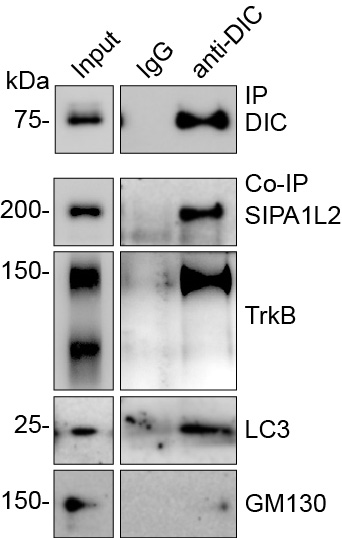 Input IgG anti-DIC
kDa
IP
75- DIC
Co-IP
200- SIPA1L2
150-
TrkB
25- LC3
150- GM130